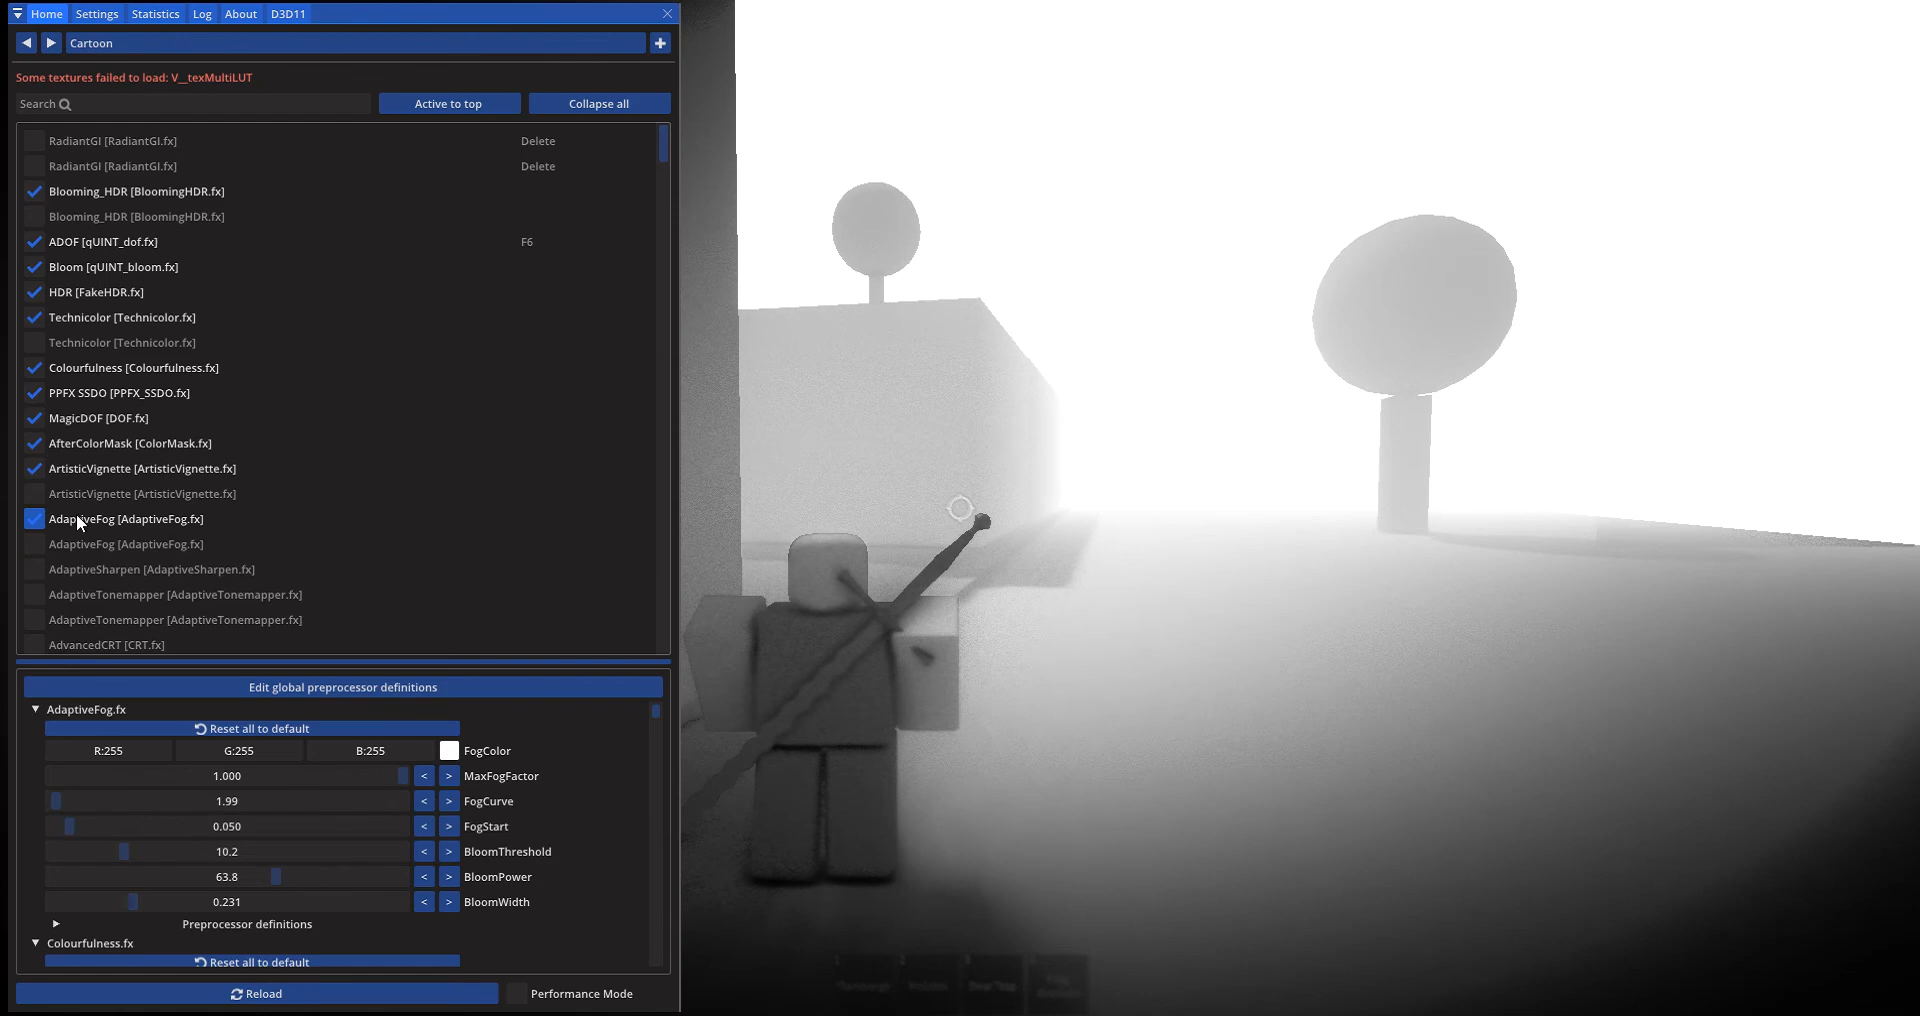 Home Settings Statistics Log About D3D11
Cartoon
Some textures failed to load: V__texMultiLUT
Search Active to top Collapse all
RadiantGI [RadiantGI.fx] Delete
RadiantGI [RadiantGI.fx] Delete
Blooming_HDR [BloomingHDR.fx]
Blooming_HDR [BloomingHDR.fx]
ADOF [qUINT_dof.fx] F6
Bloom [qUINT_bloom.fx]
HDR [FakeHDR.fx]
Technicolor [Technicolor.fx]
Technicolor [Technicolor.fx]
Colourfulness [Colourfulness.fx]
PPFX SSDO [PPFX_SSDO.fx]
MagicDOF [DOF.fx]
AfterColorMask [ColorMask.fx]
ArtisticVignette [ArtisticVignette.fx]
ArtisticVignette [ArtisticVignette.fx]
AdaptiveFog [AdaptiveFog.fx]
AdaptiveFog [AdaptiveFog.fx]
AdaptiveSharpen [AdaptiveSharpen.fx]
AdaptiveTonemapper [AdaptiveTonemapper.fx]
AdaptiveTonemapper [AdaptiveTonemapper.fx]
AdvancedCRT [CRT.fx]
Edit global preprocessor definitions
AdaptiveFog.fx
Reset all to default
R:255 G:255 B:255 FogColor
1.000 < > MaxFogFactor
1.99 < > FogCurve
0.050 < > FogStart
10.2 < > BloomThreshold
63.8 < > BloomPower
0.231 < > BloomWidth
Preprocessor definitions
Colourfulness.fx
Reset all to default
Reload Performance Mode